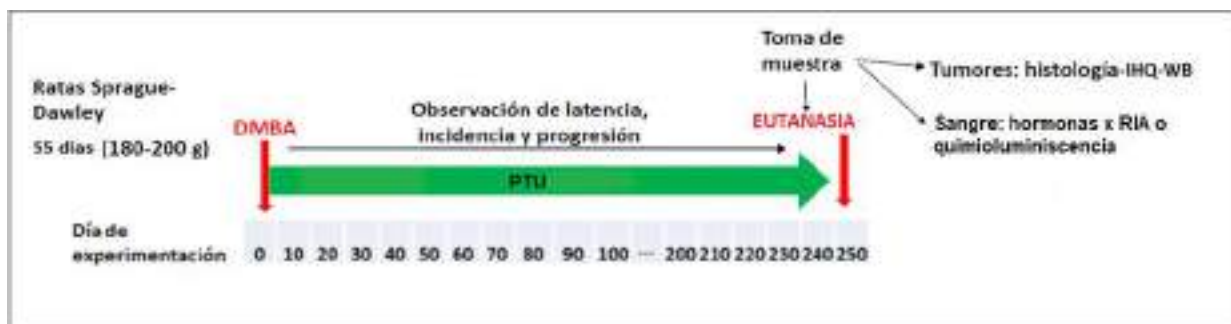 Ratas Sprague-
Dawley
55 días (180-200 g)
DMBA
Observación de latencia,
incidencia y progresión
Toma de
muestra
EUTANASIA
Tumores: histología-IHQ-WB
Sangre: hormonas x RIA o
quimioluminiscencia
PTU
Día de
experimentación
0 10 20 30 40 50 60 70 80 90 100 ... 200 210 220 230 240 250